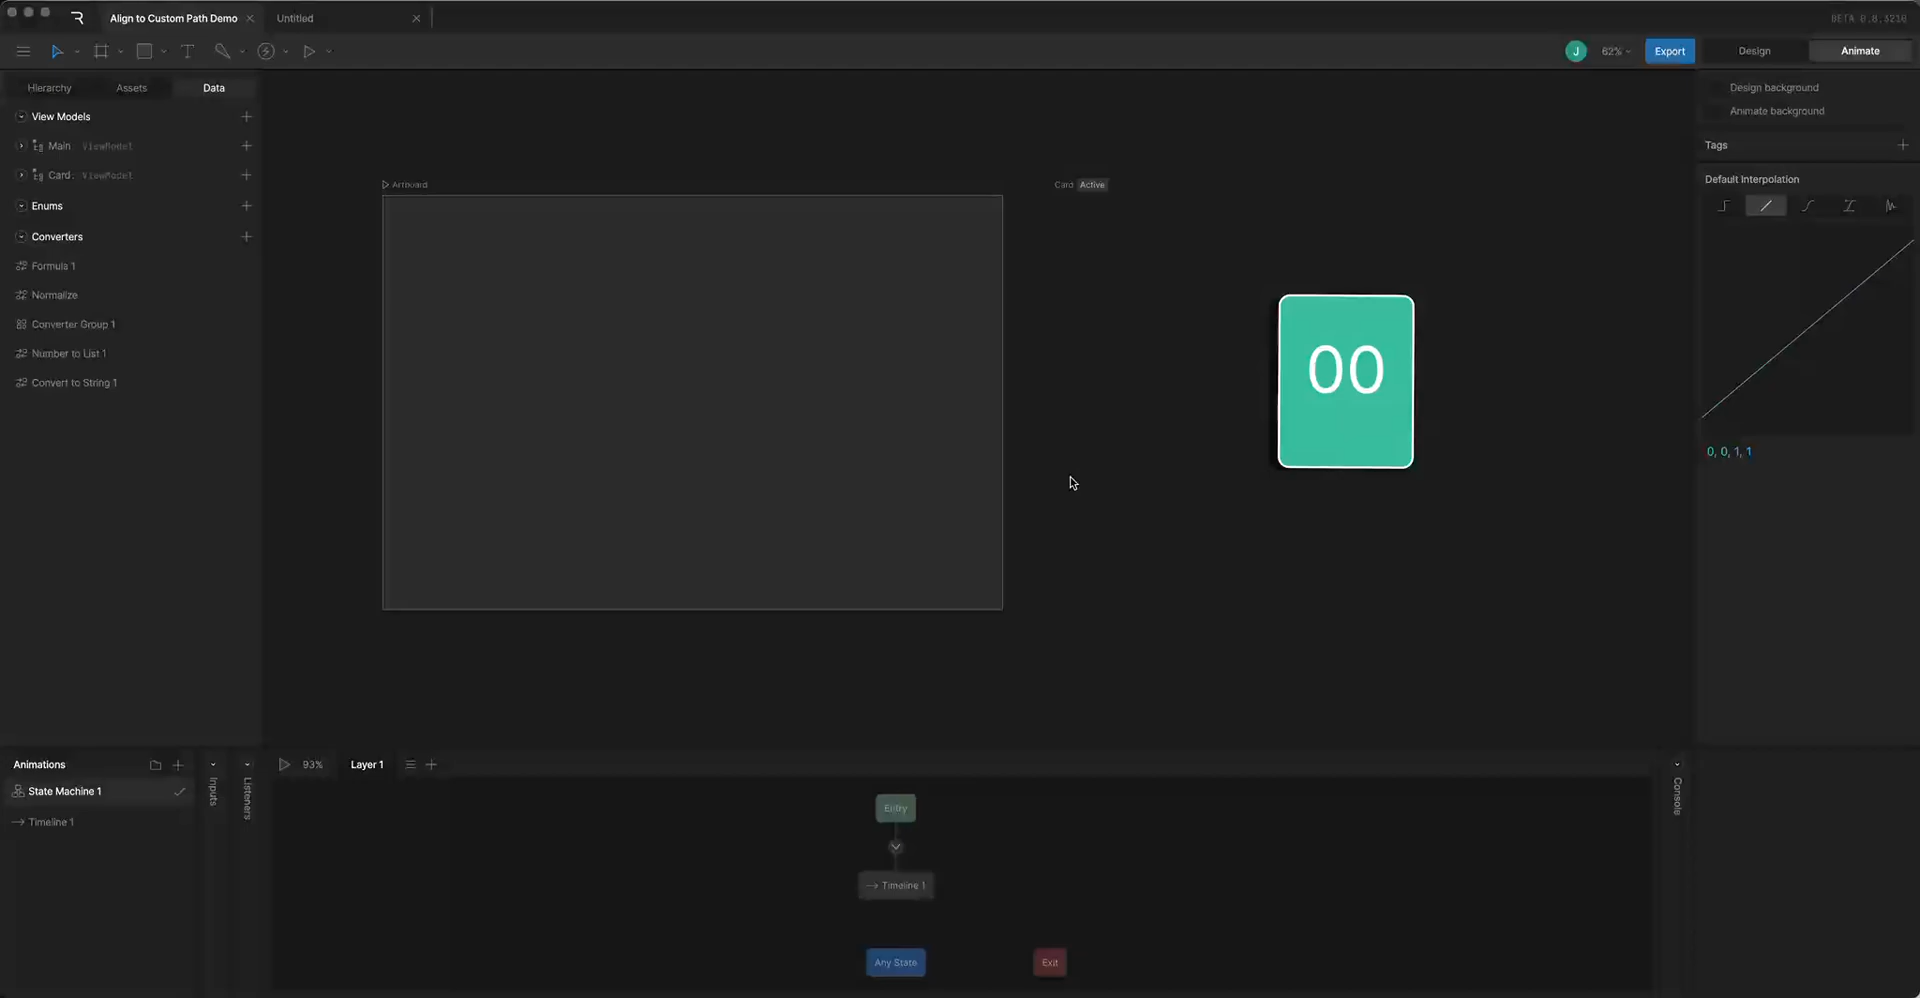 Align to Custom Path Demo
Untitled
BETA 0.8.3210
J
62%
Export
Design
Animate
Hierarchy
Assets
Data
View Models
Main: ViewModel
Card: ViewModel
Enums
Converters
Formula 1
Normalize
Converter Group 1
Number to List 1
Convert to String 1
Artboard
Card Active
00
Design background
Animate background
Tags
Default Interpolation
0, 0, 1, 1
Animations
State Machine 1
Timeline 1
Inputs
Listeners
93%
Layer 1
Entry
Timeline 1
Any State
Exit
Console